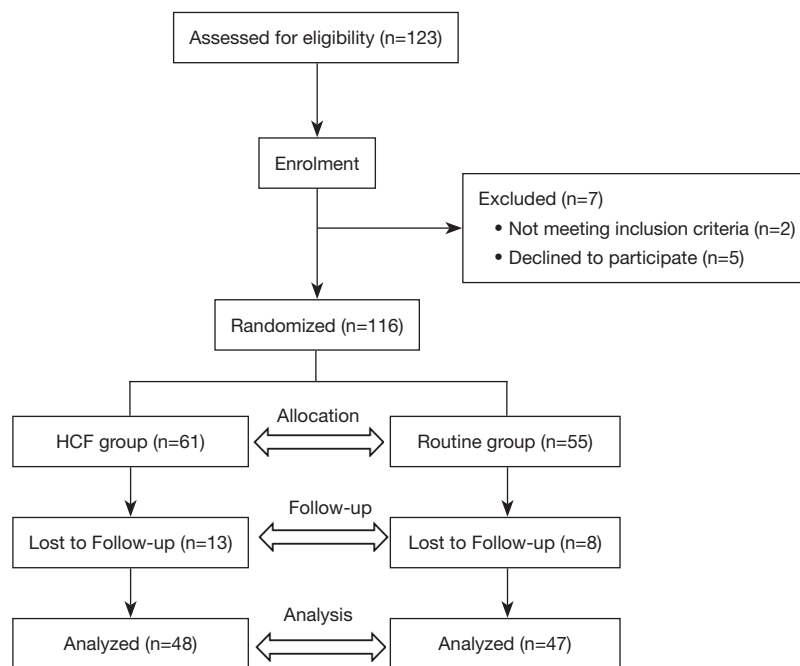 Assessed for eligibility (n=123)
Enrolment
Excluded (n=7)
• Not meeting inclusion criteria (n=2)
• Declined to participate (n=5)
Randomized (n=116)
Allocation
HCF group (n=61)
Routine group (n=55)
Follow-up
Lost to Follow-up (n=13)
Lost to Follow-up (n=8)
Analysis
Analyzed (n=48)
Analyzed (n=47)